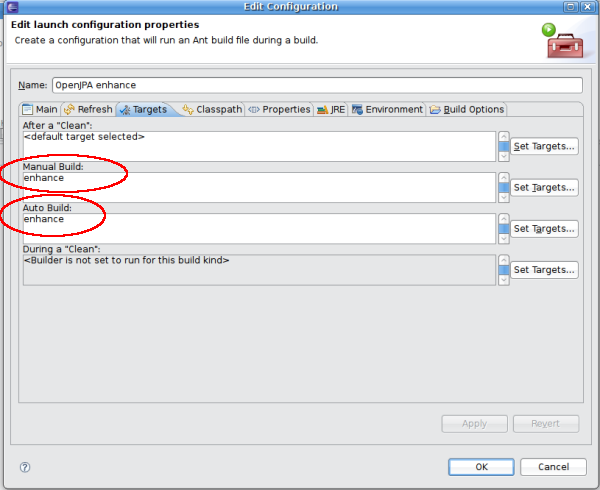 Edit Configuration
Edit launch configuration properties
Create a configuration that will run an Ant build file during a build.
Name: OpenJPA enhance
Main Refresh Targets Classpath Properties JRE Environment Build Options
After a "Clean":
<default target selected>
Set Targets...
Manual Build:
enhance
Set Targets...
Auto Build:
enhance
Set Targets...
During a "Clean":
<Builder is not set to run for this build kind>
Set Targets...
Apply Revert
? OK Cancel